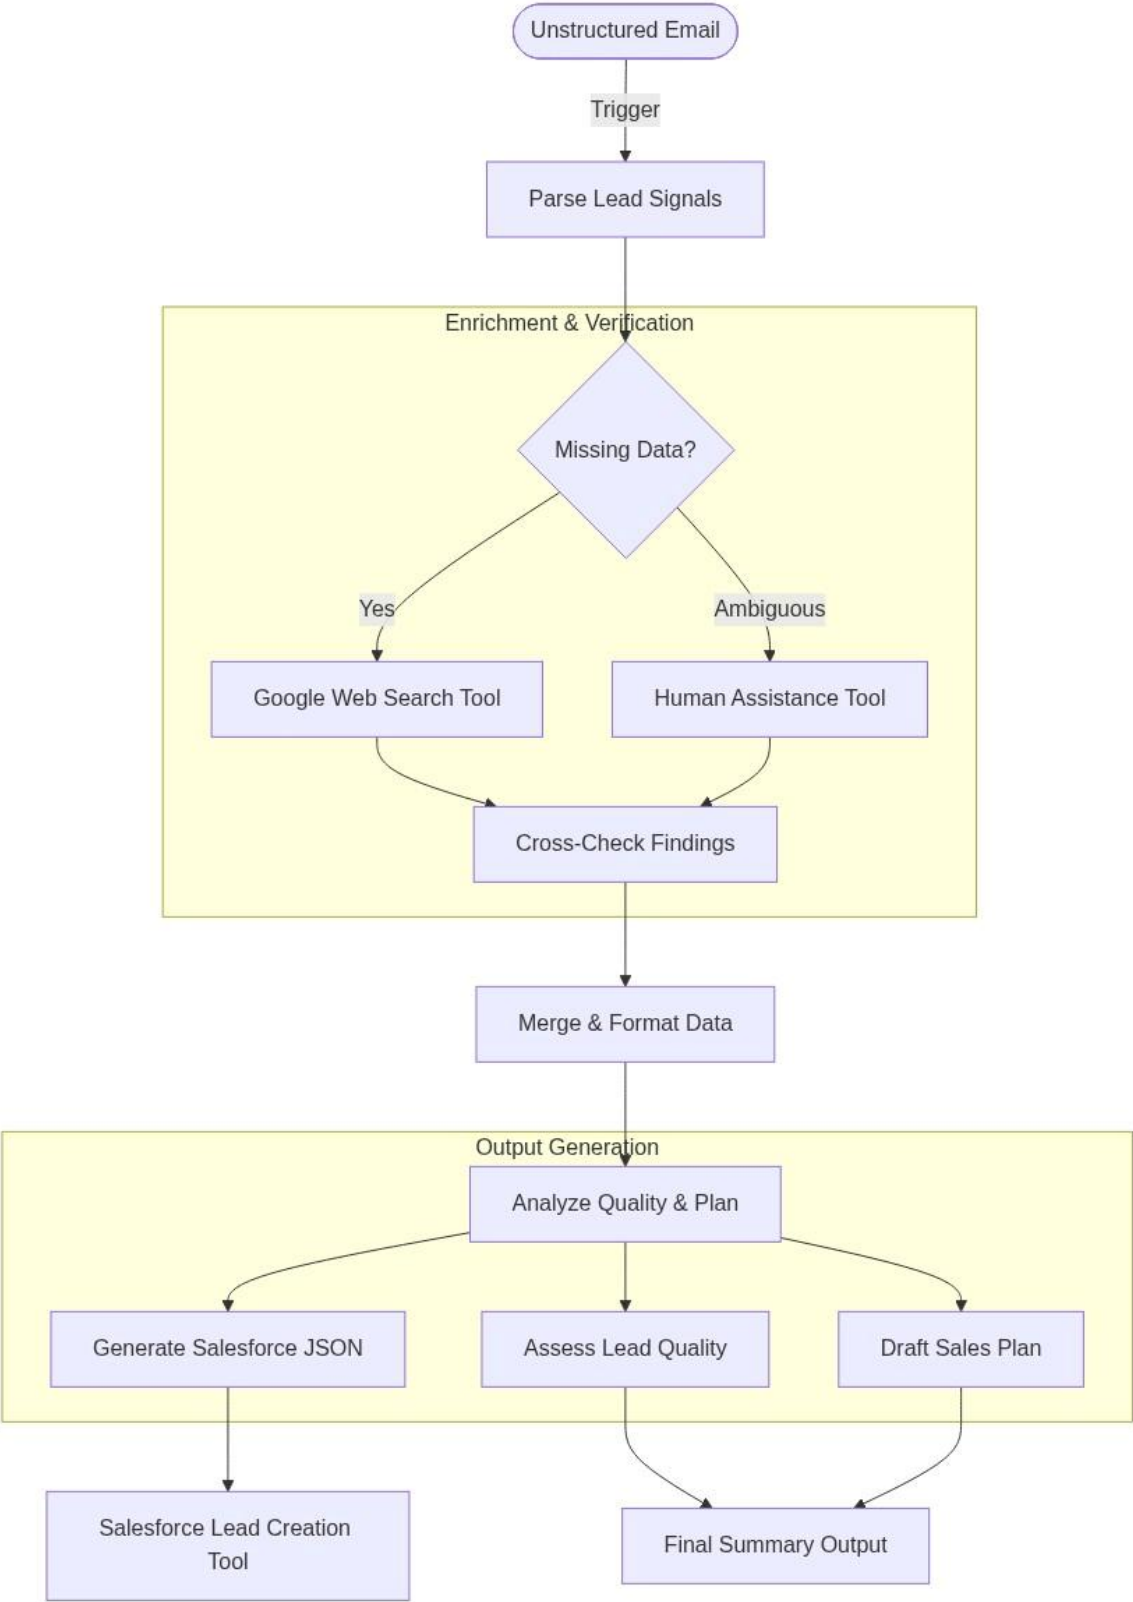 Unstructured Email
Trigger
Parse Lead Signals
Enrichment & Verification
Missing Data?
Yes
Ambiguous
Google Web Search Tool
Human Assistance Tool
Cross-Check Findings
Merge & Format Data
Output Generation
Analyze Quality & Plan
Generate Salesforce JSON
Assess Lead Quality
Draft Sales Plan
Salesforce Lead Creation
Tool
Final Summary Output